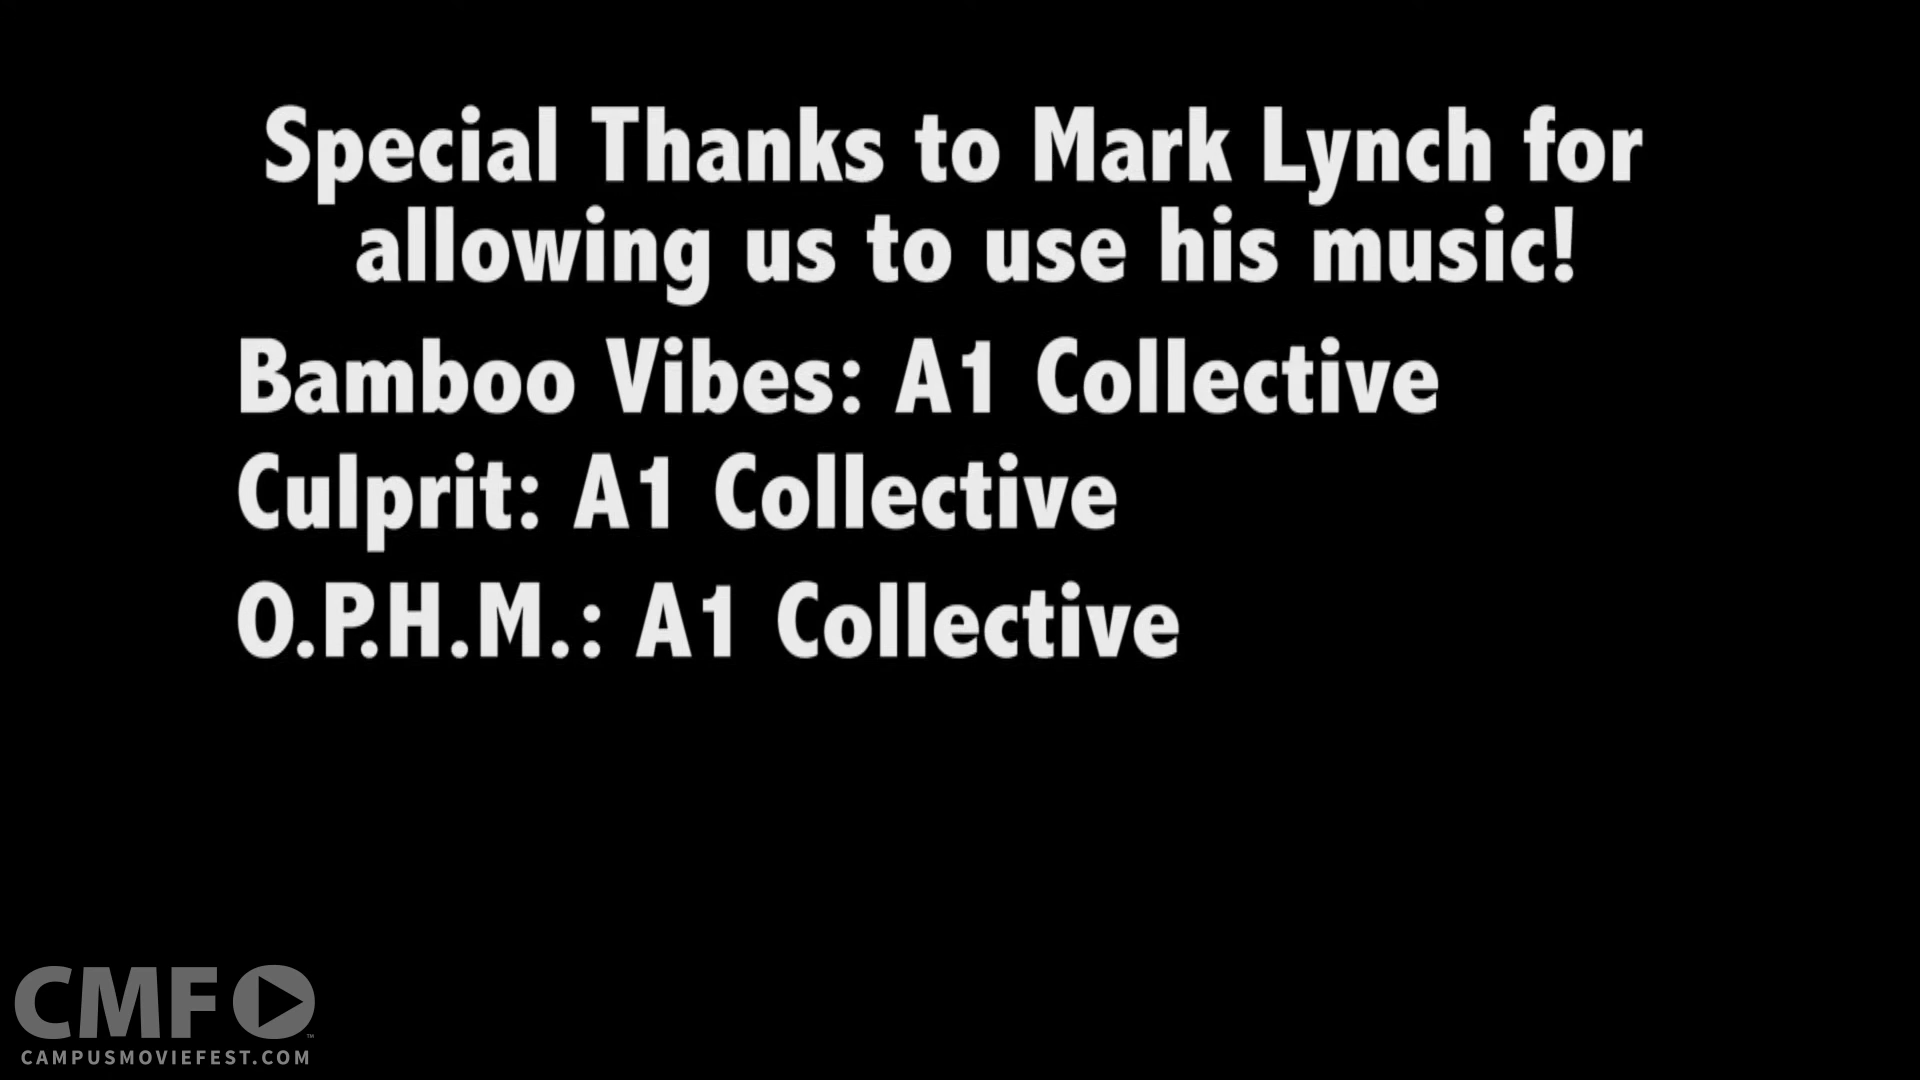 Special Thanks to Mark Lynch for
allowing us to use his music!
Bamboo Vibes: A1 Collective
Culprit: A1 Collective
O.P.H.M.: A1 Collective
CMF
CAMPUSMOVIEFEST.COM